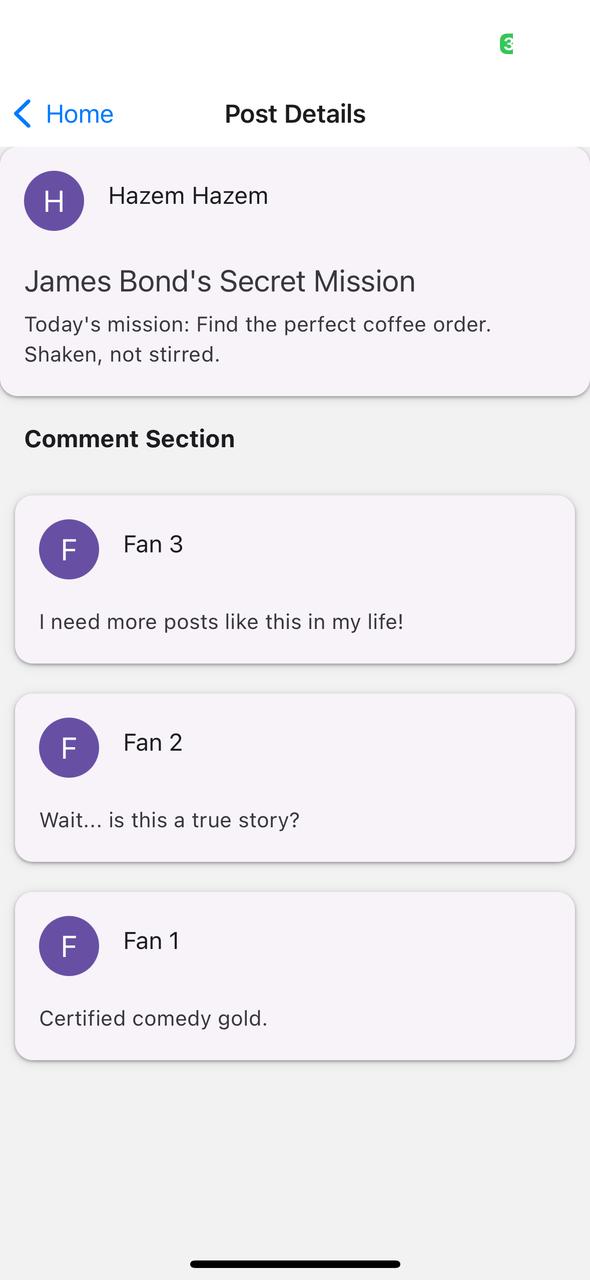 Home
Post Details
H
Hazem Hazem
James Bond's Secret Mission
Today's mission: Find the perfect coffee order.
Shaken, not stirred.
Comment Section
F
Fan 3
I need more posts like this in my life!
F
Fan 2
Wait... is this a true story?
F
Fan 1
Certified comedy gold.